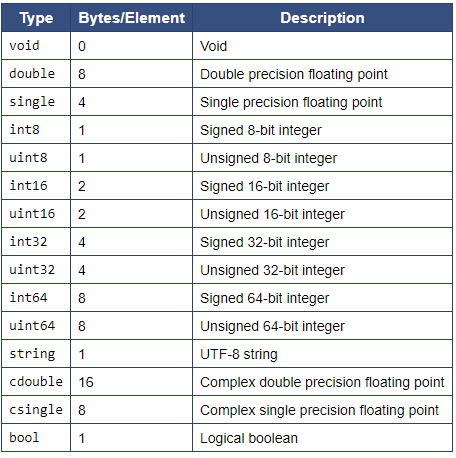 Type Bytes/Element Description
void 0 Void
double 8 Double precision floating point
single 4 Single precision floating point
int8 1 Signed 8-bit integer
uint8 1 Unsigned 8-bit integer
int16 2 Signed 16-bit integer
uint16 2 Unsigned 16-bit integer
int32 4 Signed 32-bit integer
uint32 4 Unsigned 32-bit integer
int64 8 Signed 64-bit integer
uint64 8 Unsigned 64-bit integer
string 1 UTF-8 string
cdouble 16 Complex double precision floating point
csingle 8 Complex single precision floating point
bool 1 Logical boolean